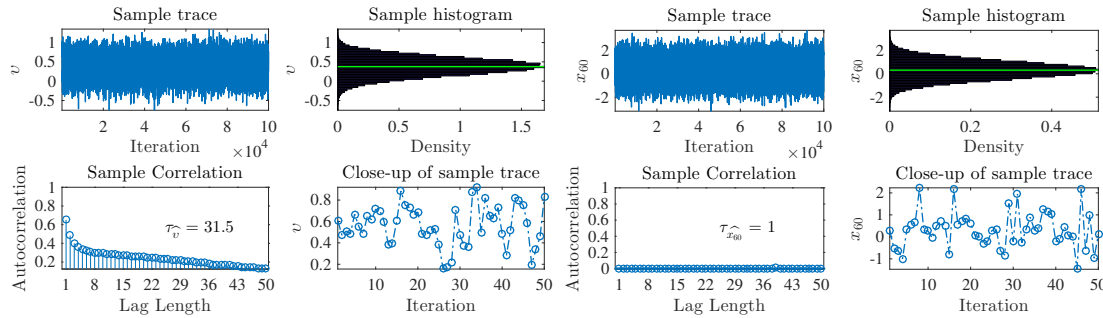 Sample trace
υ
1
0.5
0
-0.5
2 4 6 8 10
Iteration ×10^4
Sample histogram
υ
1
0.5
0
-0.5
0 0.5 1 1.5
Density
Sample trace
x_60
2
0
-2
2 4 6 8 10
Iteration ×10^4
Sample histogram
x_60
2
0
-2
0 0.2 0.4
Density
Sample Correlation
Autocorrelation
1
0.8
0.6
0.4
0.2
τ_υ̂ = 31.5
1 8 15 22 29 36 43 50
Lag Length
Close-up of sample trace
υ
0.8
0.6
0.4
0.2
10 20 30 40 50
Iteration
Sample Correlation
Autocorrelation
1
0.8
0.6
0.4
0.2
0
τ_x̂_60 = 1
1 8 15 22 29 36 43 50
Lag Length
Close-up of sample trace
x_60
2
1
0
-1
10 20 30 40 50
Iteration